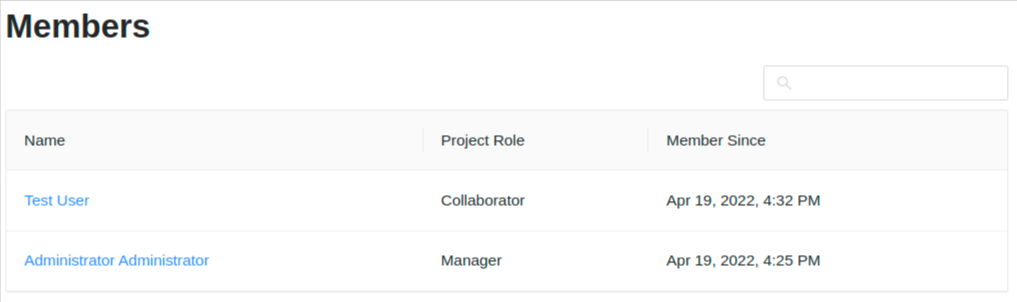 Members
Name Project Role Member Since
Test User Collaborator Apr 19, 2022, 4:32 PM
Administrator Administrator Manager Apr 19, 2022, 4:25 PM